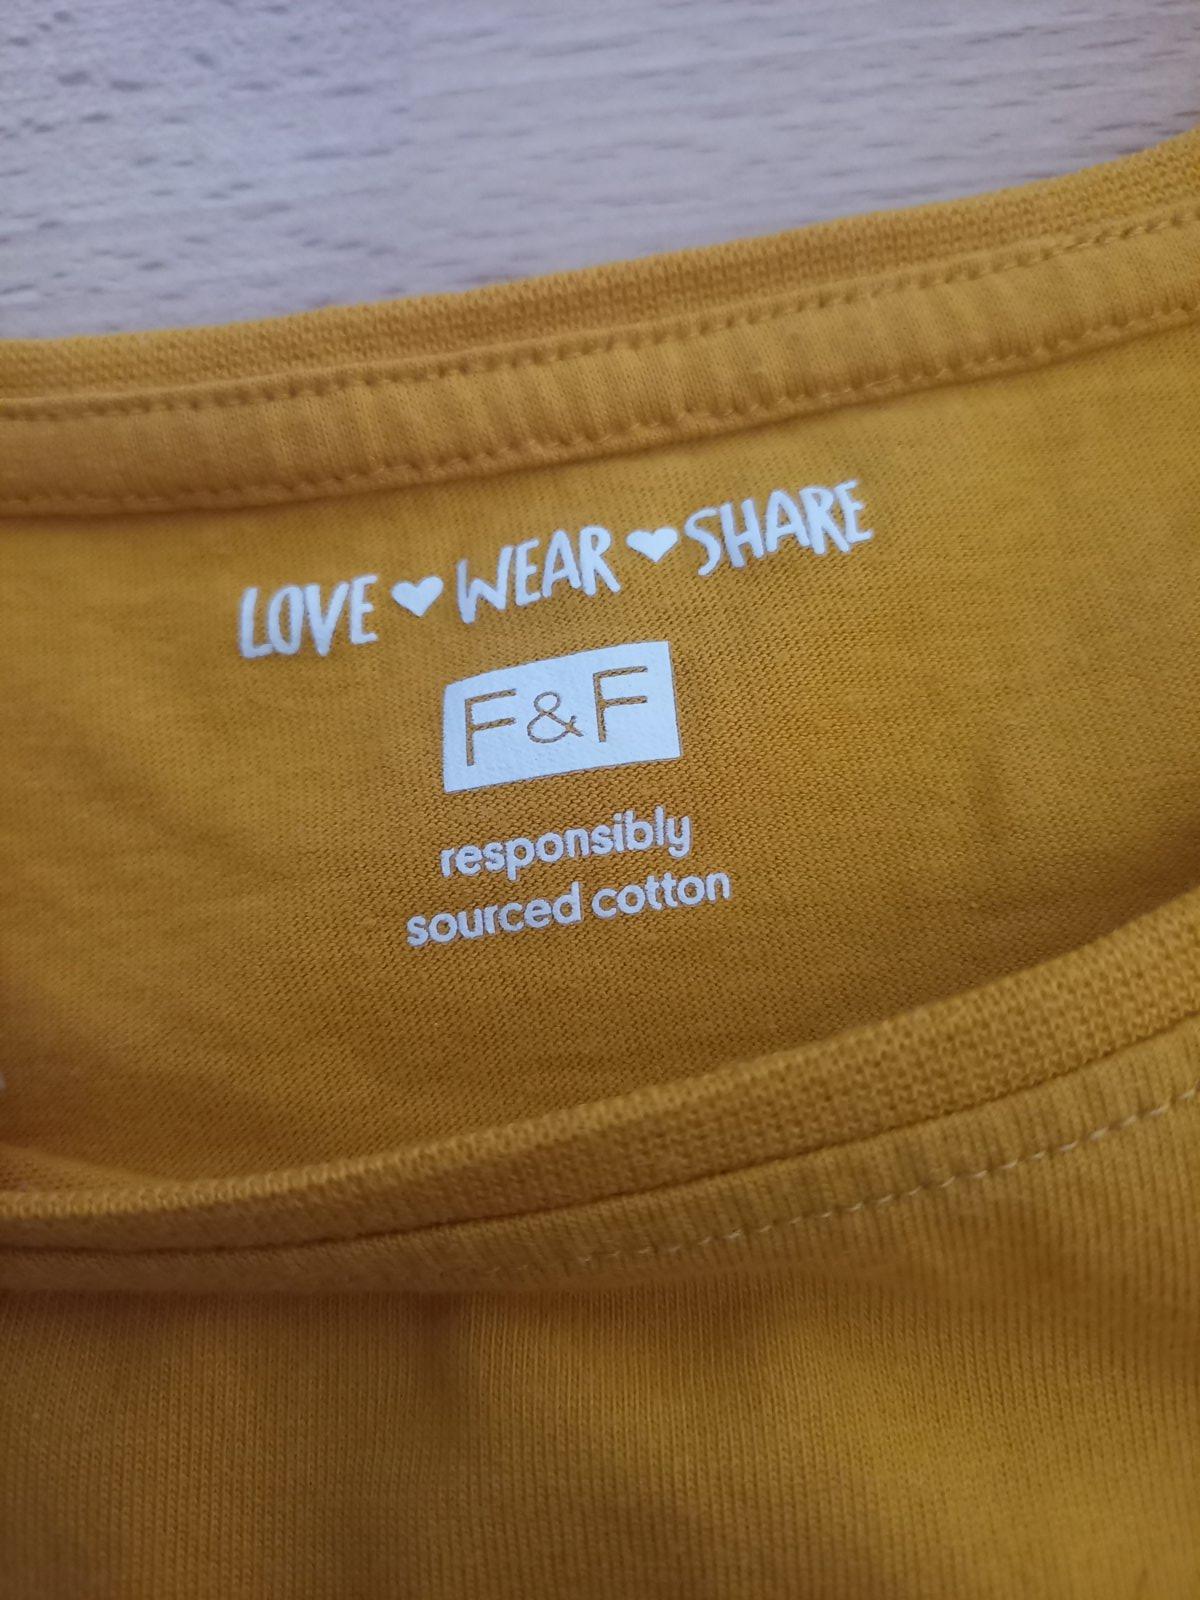 LOVE ♥ WEAR ♥ SHARE
F&F
responsibly
sourced cotton